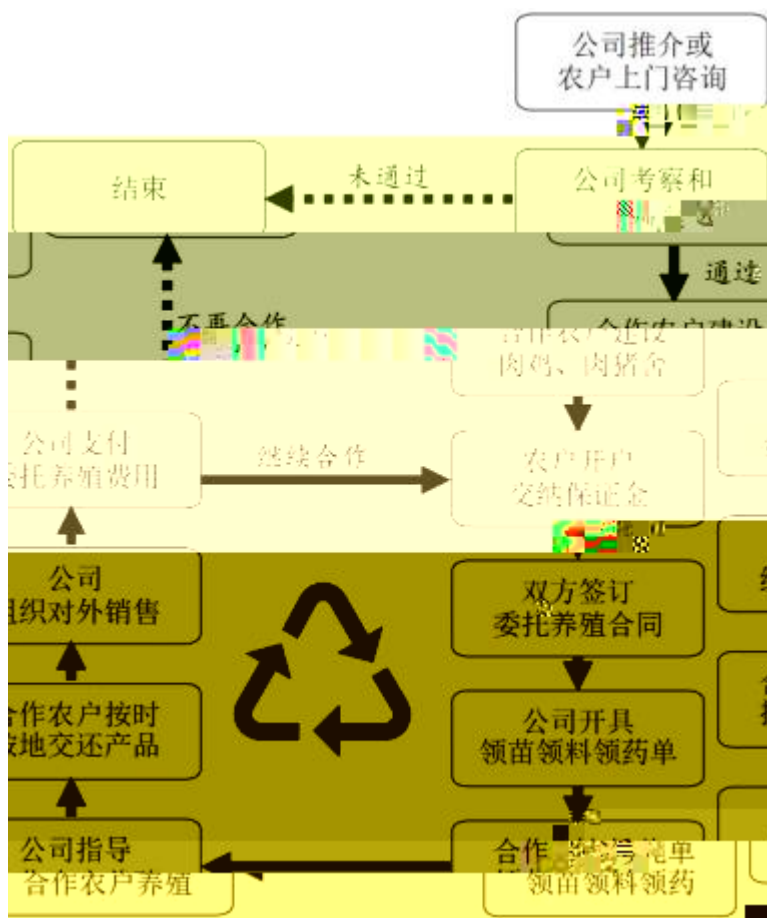 公司推介或
农户上门咨询
结束
未通过
公司考察和
通过
不再合作
合作农户建设
肉鸡、肉猪舍
公司支付
委托养殖费用
继续合作
农户开户
交纳保证金
公司
组织对外销售
双方签订
委托养殖合同
合作农户按时
按地交还产品
公司开具
领苗领料领药单
公司指导
合作农户养殖
合作
单
领苗领料领药